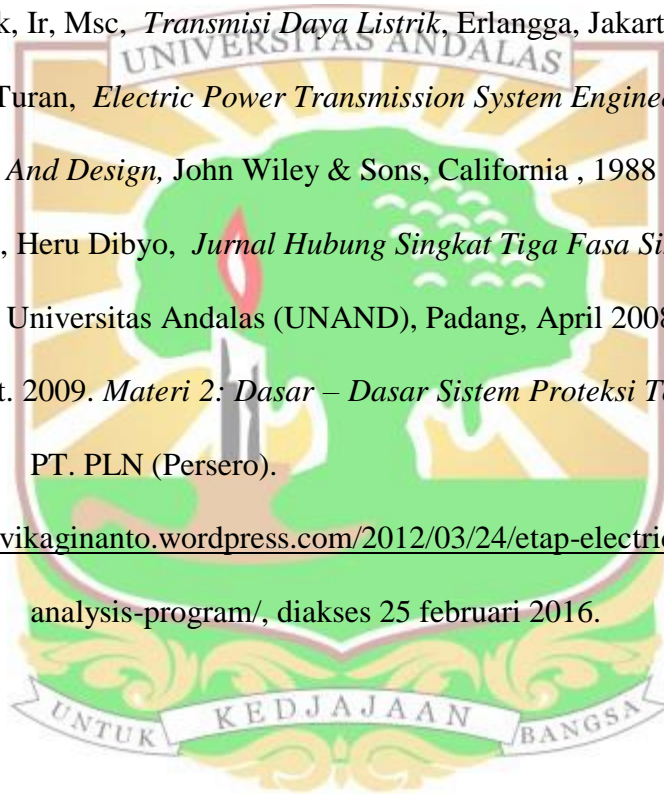 k, Ir, Msc, Transmisi Daya Listrik, Erlangga, Jakart
UNIVERSITAS ANDALAS
Turan, Electric Power Transmission System Enginee
And Design, John Wiley & Sons, California , 1988
, Heru Dibyo, Jurnal Hubung Singkat Tiga Fasa Si
Universitas Andalas (UNAND), Padang, April 2008
t. 2009. Materi 2: Dasar – Dasar Sistem Proteksi T
PT. PLN (Persero).
vikaginanto.wordpress.com/2012/03/24/etap-electric
analysis-program/, diakses 25 februari 2016.
UNTUK KEDJAJAAN BANGSA